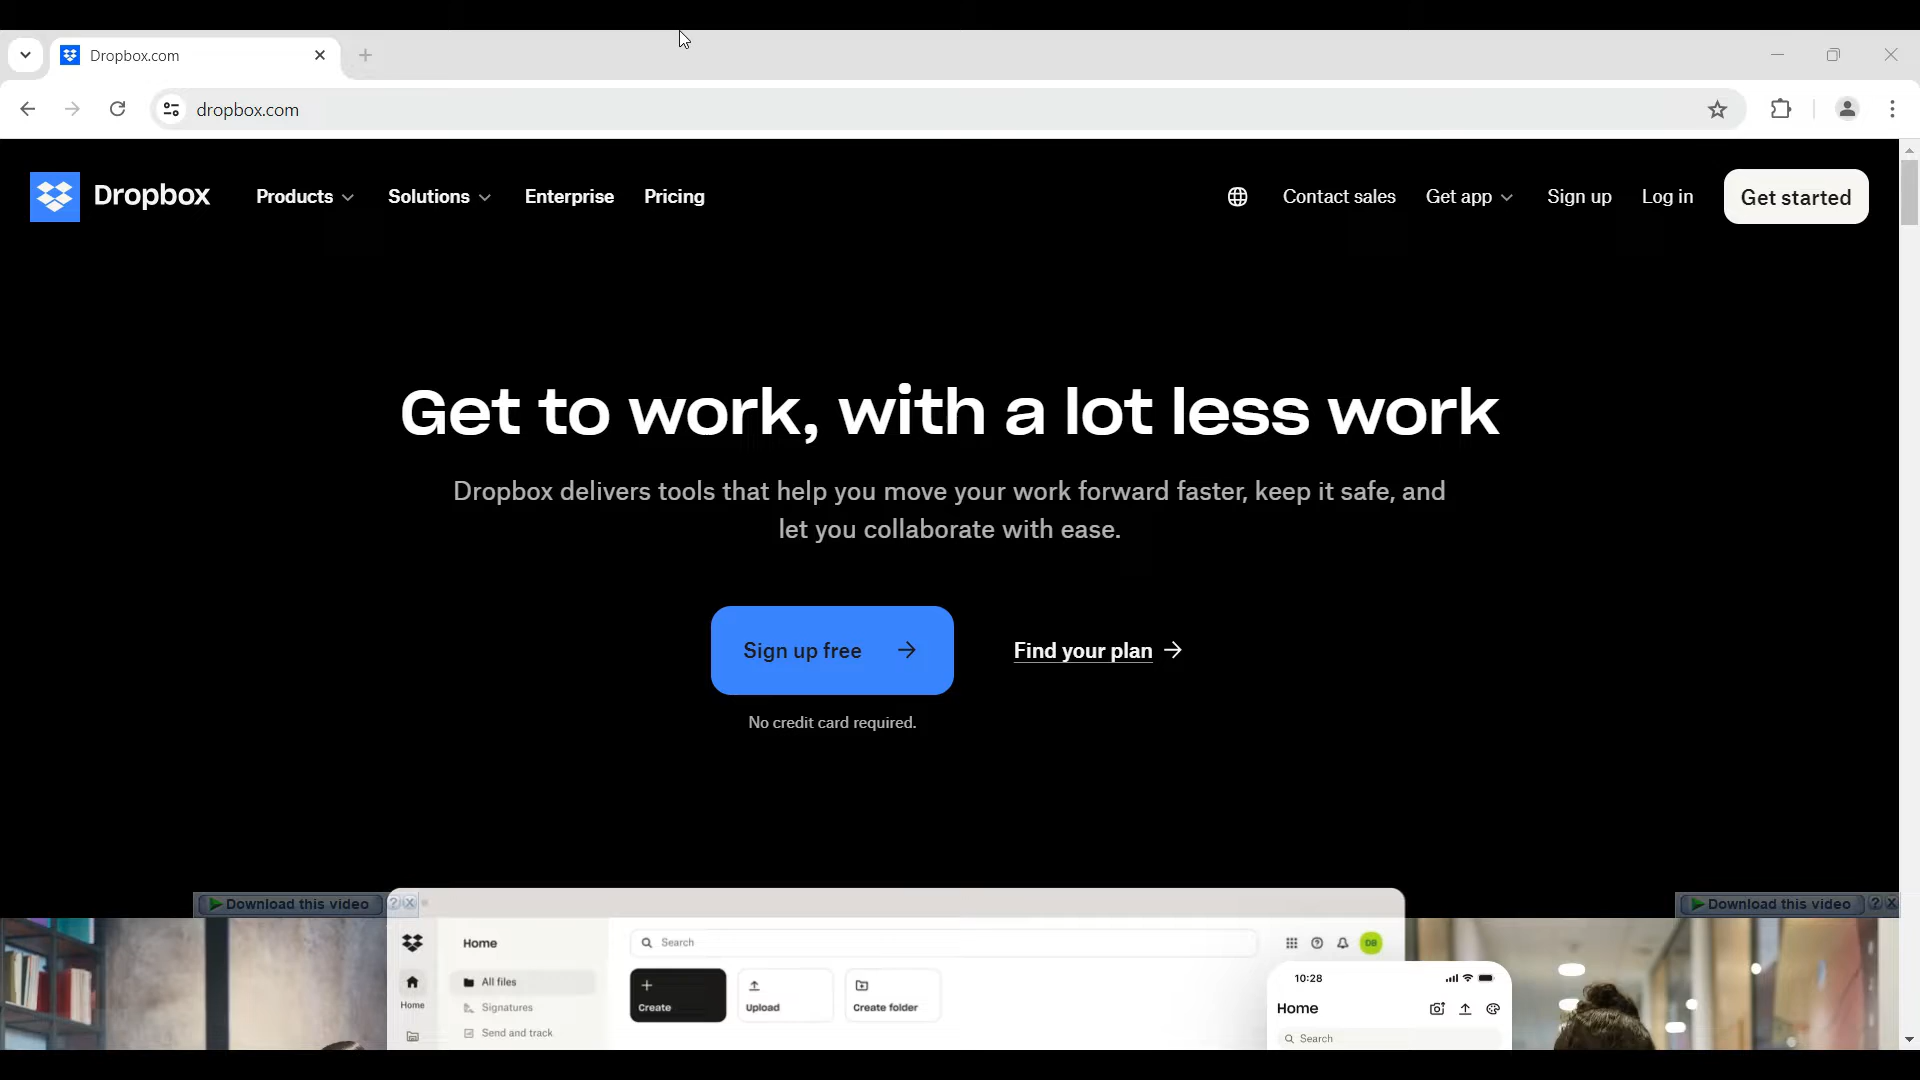 Dropbox.com
dropbox.com
Dropbox
Products
Solutions
Enterprise
Pricing
Contact sales
Get app
Sign up
Log in
Get started
Get to work, with a lot less work
Dropbox delivers tools that help you move your work forward faster, keep it safe, and
let you collaborate with ease.
Sign up free
Find your plan
No credit card required.
Download this video
Download this video
Home
Search
DB
All files
Home
Signatures
Send and track
Create
Upload
Create folder
10:28
Home
Search